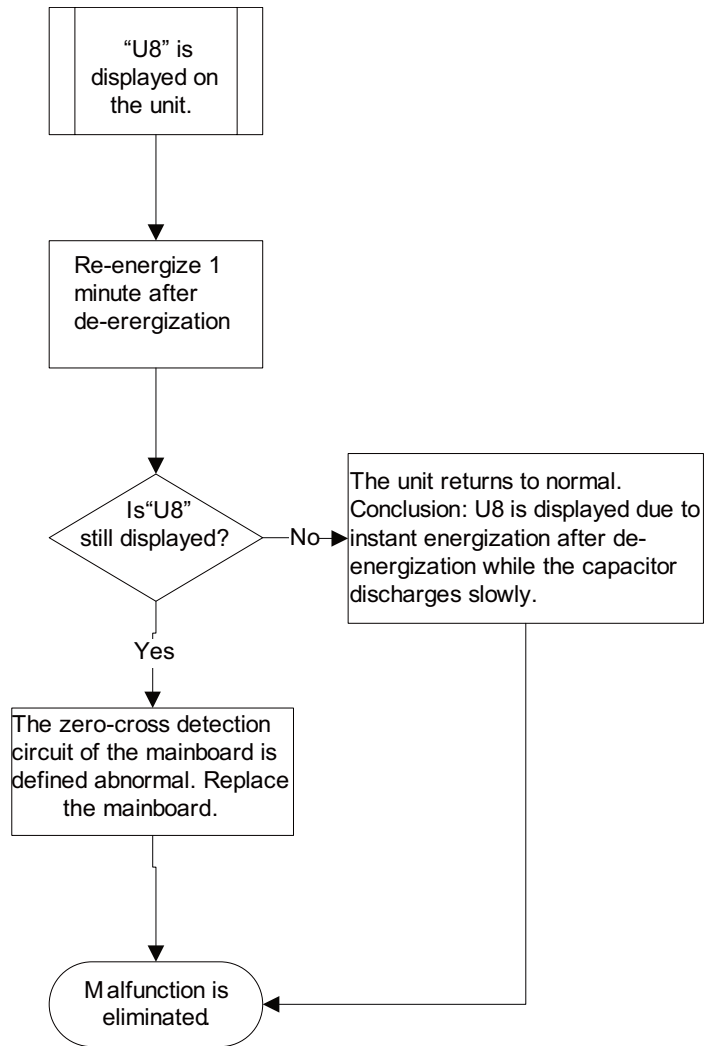 “U8” is
displayed on
the unit.
Re-energize 1
minute after
de-erergization
Is“U8”
still displayed?
No
The unit returns to normal.
Conclusion: U8 is displayed due to
instant energization after de-
energization while the capacitor
discharges slowly.
Yes
The zero-cross detection
circuit of the mainboard is
defined abnormal. Replace
the mainboard.
Malfunction is
eliminated.